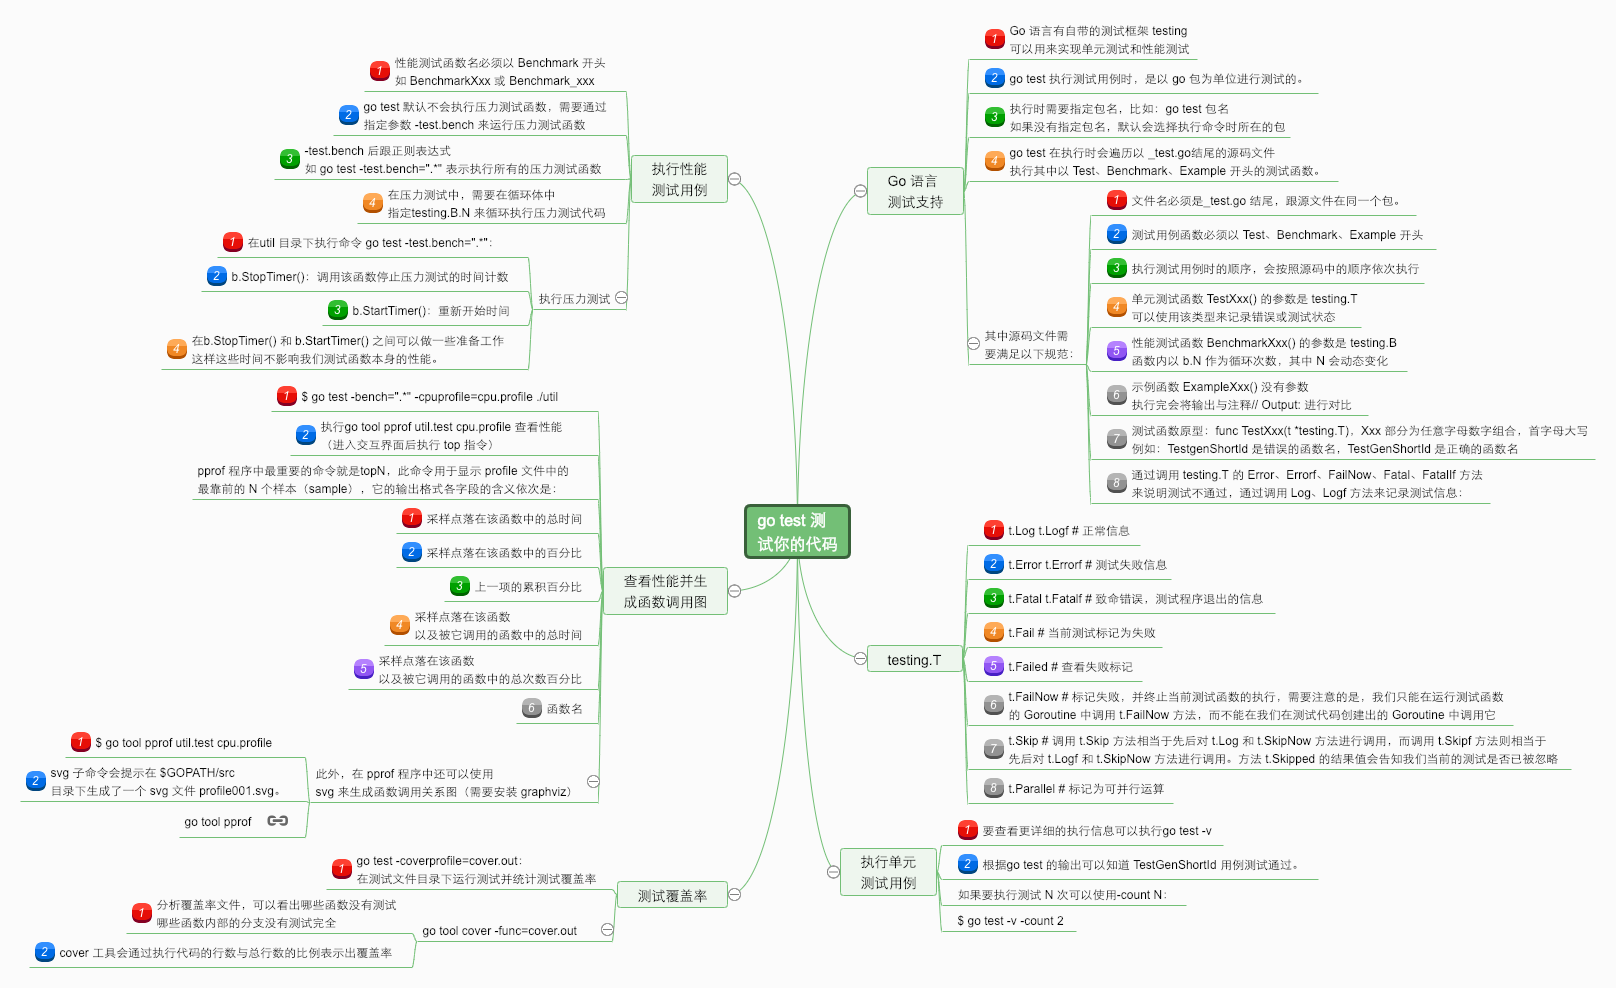 go test 测
试你的代码
Go 语言
测试支持
1 Go 语言有自带的测试框架 testing
可以用来实现单元测试和性能测试
2 go test 执行测试用例时，是以 go 包为单位进行测试的。
3 执行时需要指定包名，比如：go test 包名
如果没有指定包名，默认会选择执行命令时所在的包
4 go test 在执行时会遍历以 _test.go结尾的源码文件
执行其中以 Test、Benchmark、Example 开头的测试函数。
其中源码文件需
要满足以下规范：
1 文件名必须是_test.go 结尾，跟源文件在同一个包。
2 测试用例函数必须以 Test、Benchmark、Example 开头
3 执行测试用例时的顺序，会按照源码中的顺序依次执行
4 单元测试函数 TestXxx() 的参数是 testing.T
可以使用该类型来记录错误或测试状态
5 性能测试函数 BenchmarkXxx() 的参数是 testing.B
函数内以 b.N 作为循环次数，其中 N 会动态变化
6 示例函数 ExampleXxx() 没有参数
执行完会将输出与注释// Output: 进行对比
7 测试函数原型：func TestXxx(t *testing.T)，Xxx 部分为任意字母数字组合，首字母大写
例如：TestgenShortId 是错误的函数名，TestGenShortId 是正确的函数名
8 通过调用 testing.T 的 Error、Errorf、FailNow、Fatal、FatalIf 方法
来说明测试不通过，通过调用 Log、Logf 方法来记录测试信息：
testing.T
1 t.Log t.Logf # 正常信息
2 t.Error t.Errorf # 测试失败信息
3 t.Fatal t.Fatalf # 致命错误，测试程序退出的信息
4 t.Fail # 当前测试标记为失败
5 t.Failed # 查看失败标记
6 t.FailNow # 标记失败，并终止当前测试函数的执行，需要注意的是，我们只能在运行测试函数
的 Goroutine 中调用 t.FailNow 方法，而不能在我们在测试代码创建出的 Goroutine 中调用它
7 t.Skip # 调用 t.Skip 方法相当于先后对 t.Log 和 t.SkipNow 方法进行调用，而调用 t.Skipf 方法则相当于
先后对 t.Logf 和 t.SkipNow 方法进行调用。方法 t.Skipped 的结果值会告知我们当前的测试是否已被忽略
8 t.Parallel # 标记为可并行运算
执行单元
测试用例
1 要查看更详细的执行信息可以执行go test -v
2 根据go test 的输出可以知道 TestGenShortId 用例测试通过。
如果要执行测试 N 次可以使用-count N：
$ go test -v -count 2
执行性能
测试用例
1 性能测试函数名必须以 Benchmark 开头
如 BenchmarkXxx 或 Benchmark_xxx
2 go test 默认不会执行压力测试函数，需要通过
指定参数 -test.bench 来运行压力测试函数
3 -test.bench 后跟正则表达式
如 go test -test.bench=".*" 表示执行所有的压力测试函数
4 在压力测试中，需要在循环体中
指定testing.B.N 来循环执行压力测试代码
执行压力测试
1 在util 目录下执行命令 go test -test.bench=".*"：
2 b.StopTimer()：调用该函数停止压力测试的时间计数
3 b.StartTimer()：重新开始时间
4 在b.StopTimer() 和 b.StartTimer() 之间可以做一些准备工作
这样这些时间不影响我们测试函数本身的性能。
查看性能并生
成函数调用图
1 $ go test -bench=".*" -cpuprofile=cpu.profile ./util
2 执行go tool pprof util.test cpu.profile 查看性能
（进入交互界面后执行 top 指令）
pprof 程序中最重要的命令就是topN，此命令用于显示 profile 文件中的
最靠前的 N 个样本（sample），它的输出格式各字段的含义依次是：
1 采样点落在该函数中的总时间
2 采样点落在该函数中的百分比
3 上一项的累积百分比
4 采样点落在该函数
以及被它调用的函数中的总时间
5 采样点落在该函数
以及被它调用的函数中的总次数百分比
6 函数名
此外，在 pprof 程序中还可以使用
svg 来生成函数调用关系图（需要安装 graphviz）
1 $ go tool pprof util.test cpu.profile
2 svg 子命令会提示在 $GOPATH/src
目录下生成了一个 svg 文件 profile001.svg。
go tool pprof
测试覆盖率
1 go test -coverprofile=cover.out：
在测试文件目录下运行测试并统计测试覆盖率
go tool cover -func=cover.out
1 分析覆盖率文件，可以看出哪些函数没有测试
哪些函数内部的分支没有测试完全
2 cover 工具会通过执行代码的行数与总行数的比例表示出覆盖率